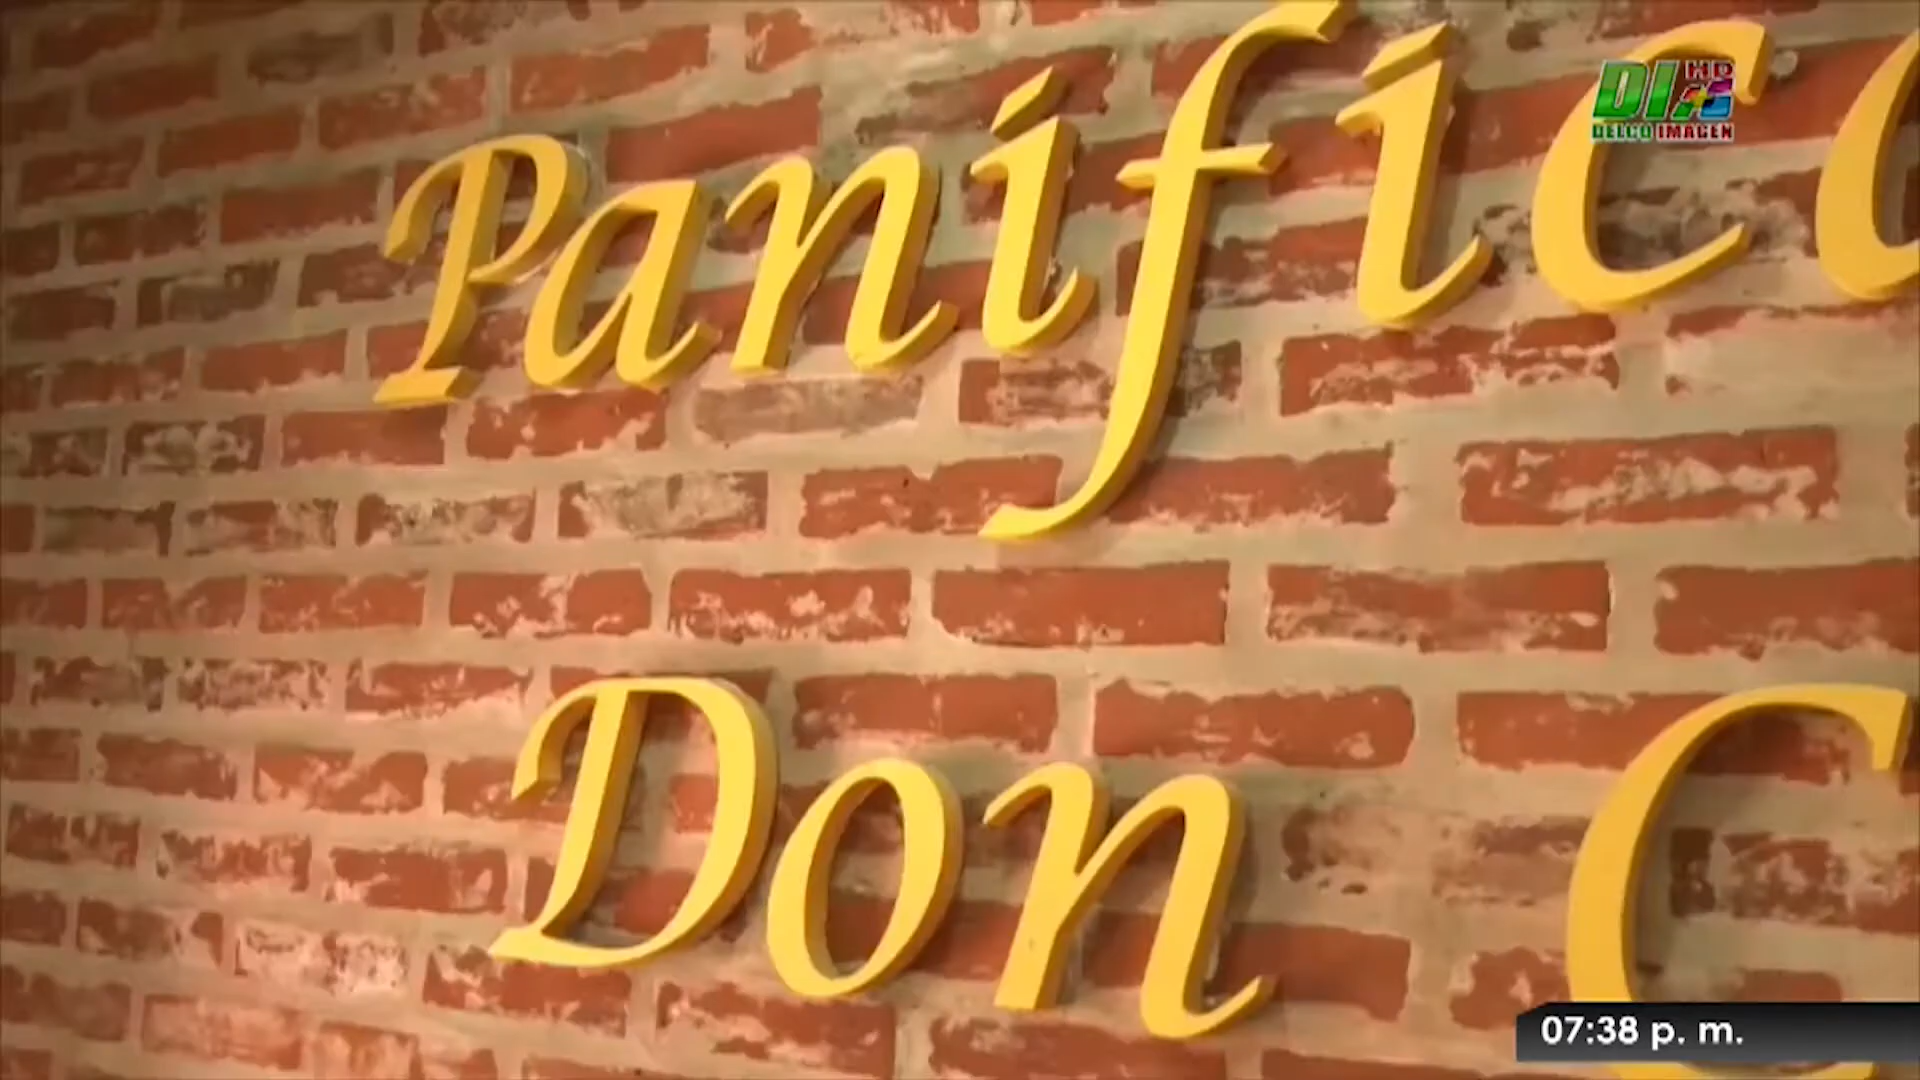 Panific
Don C
DI HD
DELCO IMAGEN
07:38 p. m.